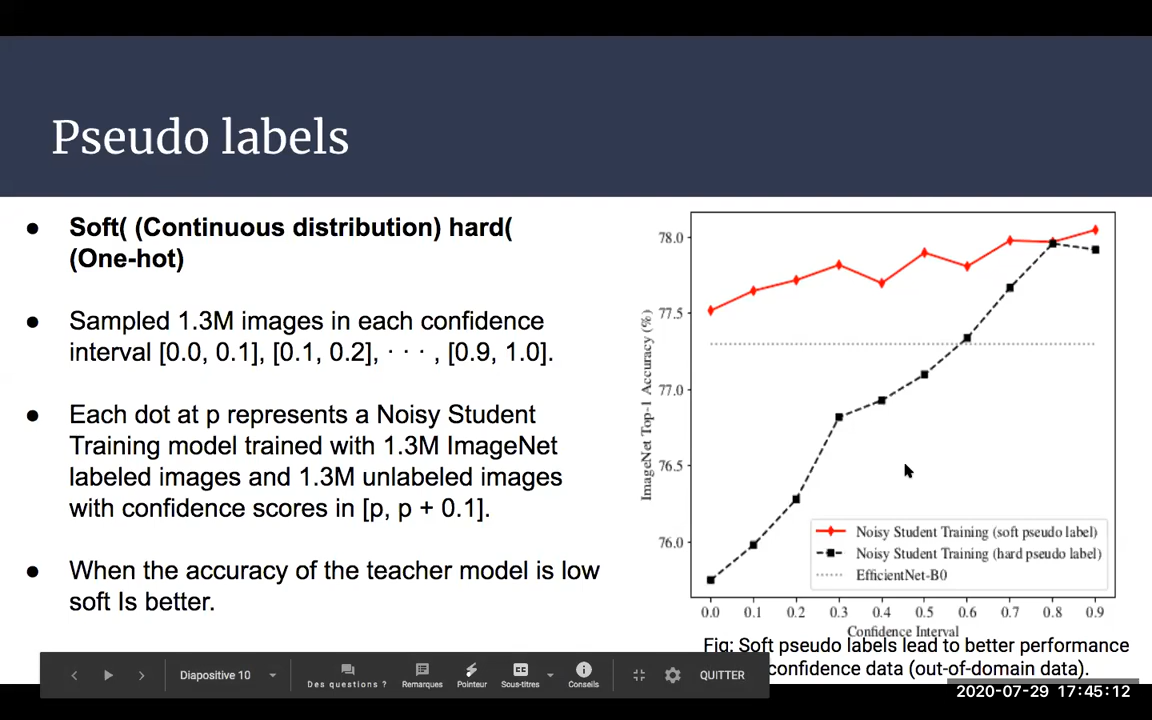 Pseudo labels
● Soft( (Continuous distribution) hard(
(One-hot)
● Sampled 1.3M images in each confidence
interval [0.0, 0.1], [0.1, 0.2], · · · , [0.9, 1.0].
● Each dot at p represents a Noisy Student
Training model trained with 1.3M ImageNet
labeled images and 1.3M unlabeled images
with confidence scores in [p, p + 0.1].
● When the accuracy of the teacher model is low
soft Is better.
ImageNet Top-1 Accuracy (%)
78.0
77.5
77.0
76.5
76.0
Noisy Student Training (soft pseudo label)
Noisy Student Training (hard pseudo label)
EfficientNet-B0
0.0 0.1 0.2 0.3 0.4 0.5 0.6 0.7 0.8 0.9
Confidence Interval
Fig: Soft pseudo labels lead to better performance
confidence data (out-of-domain data).
Diapositive 10
Des questions ?
Remarques
Pointeur
CC
Sous-titres
Conseils
QUITTER
2020-07-29 17:45:12